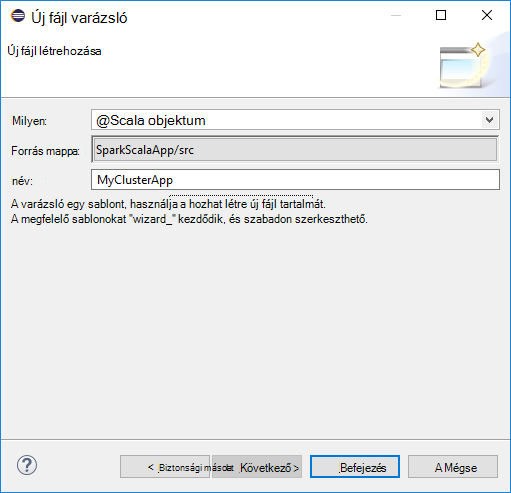 Új fájl varázsló
Új fájl létrehozása
Milyen:
@Scala objektum
Forrás mappa:
SparkScalaApp/src
név:
MyClusterApp
A varázsló egy sablont, használja a hozhat létre új fájl tartalmát.
A megfelelő sablonokat "wizard_" kezdődik, és szabadon szerkeszthető.
< Biztonsági másolat
Következő >
Befejezés
A Mégse